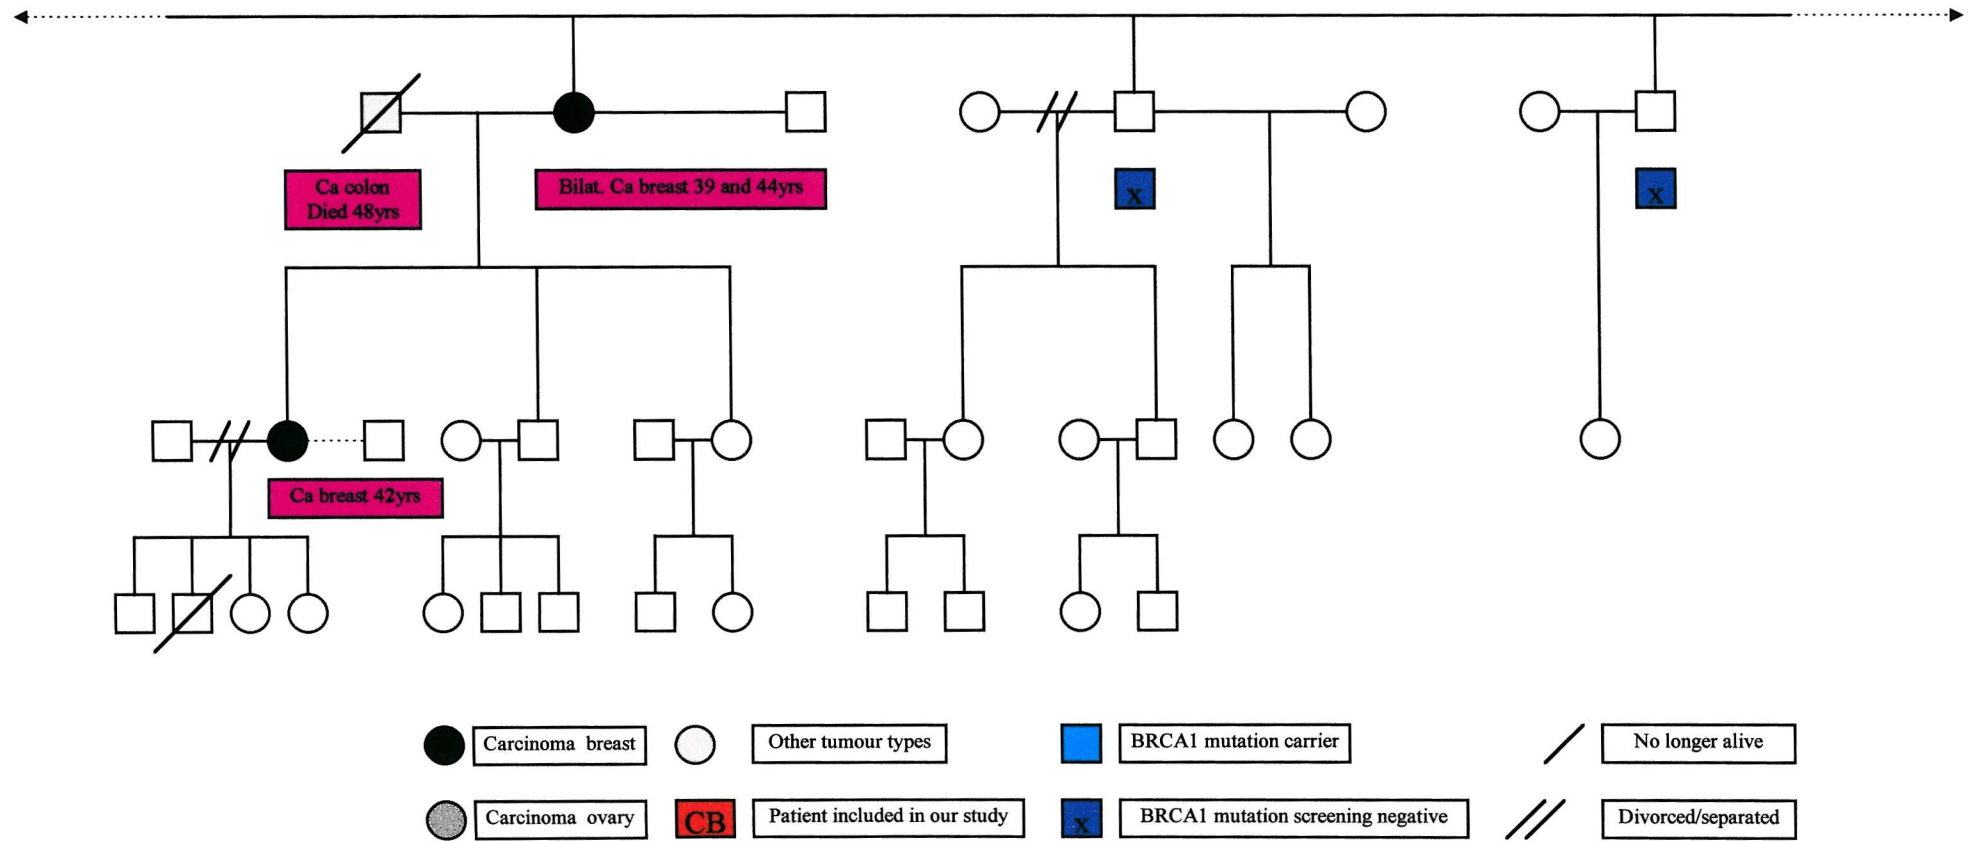 Ca colon
Died 48yrs
Bilat. Ca breast 39 and 44yrs
x
x
Ca breast 42yrs
Carcinoma breast
Other tumour types
BRCA1 mutation carrier
No longer alive
Carcinoma ovary
CB
Patient included in our study
x
BRCA1 mutation screening negative
Divorced/separated